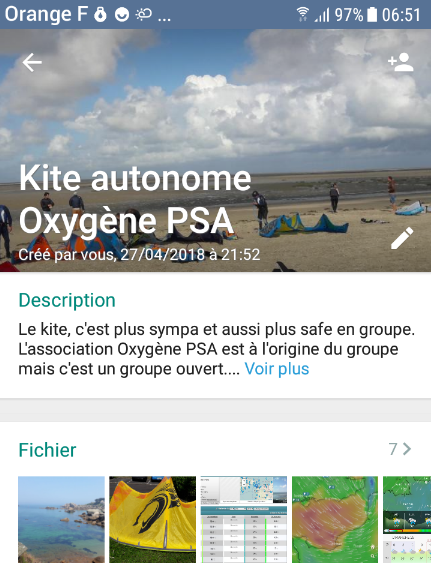 Orange F ... 97% 06:51
Kite autonome
Oxygène PSA
Créé par vous, 27/04/2018 à 21:52
Description
Le kite, c'est plus sympa et aussi plus safe en groupe.
L'association Oxygène PSA est à l'origine du groupe
mais c'est un groupe ouvert.... Voir plus
Fichier 7